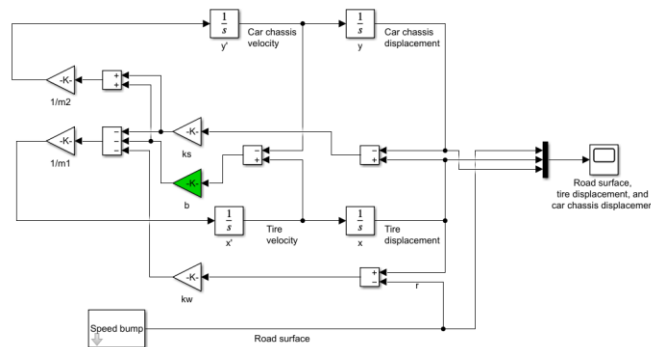 1
s
y'
Car chassis
velocity
1
s
y
Car chassis
displacement
-K-
1/m2
+
+
-K-
1/m1
−
−
−
-K-
ks
−
+
−
+
-K-
b
1
s
x'
Tire
velocity
1
s
x
Tire
displacement
-K-
kw
+
−
r
Road surface,
tire displacement, and
car chassis displacemen
Speed bump
Road surface